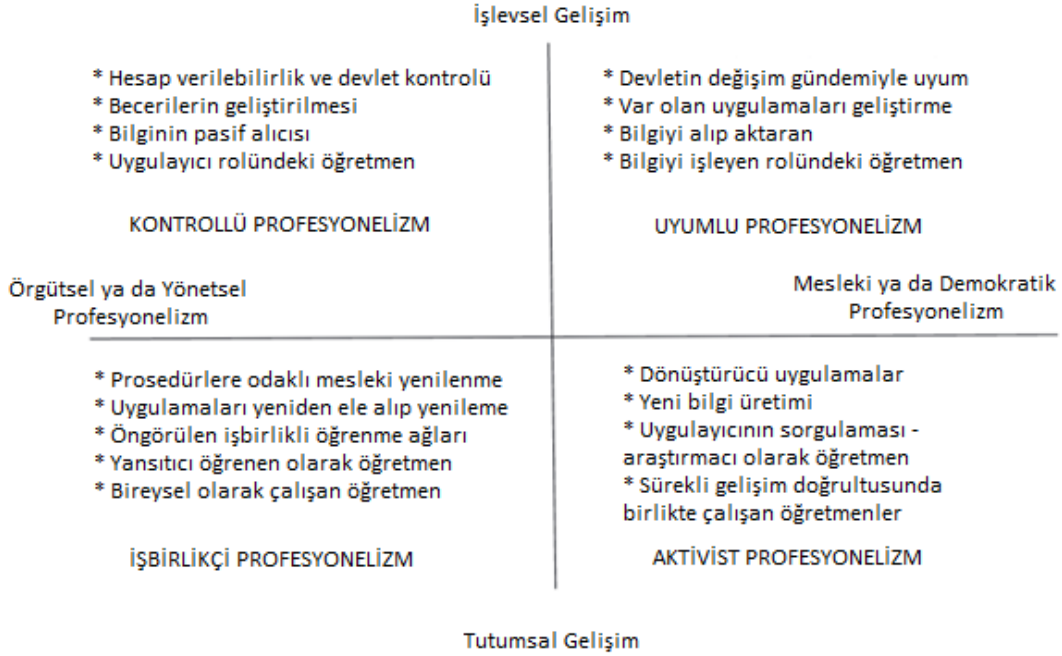 İşlevsel Gelişim
* Hesap verilebilirlik ve devlet kontrolü
* Becerilerin geliştirilmesi
* Bilginin pasif alıcısı
* Uygulayıcı rolündeki öğretmen
KONTROLLÜ PROFESYONELİZM
* Devletin değişim gündemiyle uyum
* Var olan uygulamaları geliştirme
* Bilgiyi alıp aktaran
* Bilgiyi işleyen rolündeki öğretmen
UYUMLU PROFESYONELİZM
Örgütsel ya da Yönetsel
Profesyonelizm
Mesleki ya da Demokratik
Profesyonelizm
* Prosedürlere odaklı mesleki yenilenme
* Uygulamaları yeniden ele alıp yenileme
* Öngörülen işbirlikli öğrenme ağları
* Yansıtıcı öğrenen olarak öğretmen
* Bireysel olarak çalışan öğretmen
İŞBİRLİKÇİ PROFESYONELİZM
* Dönüştürücü uygulamalar
* Yeni bilgi üretimi
* Uygulayıcının sorgulaması -
araştırmacı olarak öğretmen
* Sürekli gelişim doğrultusunda
birlikte çalışan öğretmenler
AKTİVİST PROFESYONELİZM
Tutumsal Gelişim